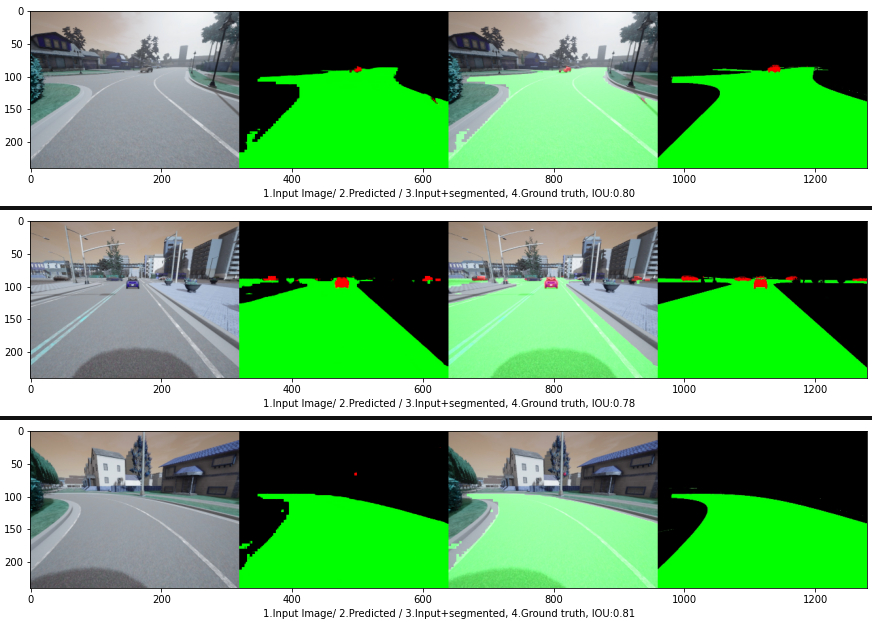 0
50
100
150
200
0 200 400 600 800 1000 1200
1.Input Image/ 2.Predicted / 3.Input+segmented, 4.Ground truth, IOU:0.80
0
50
100
150
200
0 200 400 600 800 1000 1200
1.Input Image/ 2.Predicted / 3.Input+segmented, 4.Ground truth, IOU:0.78
0
50
100
150
200
0 200 400 600 800 1000 1200
1.Input Image/ 2.Predicted / 3.Input+segmented, 4.Ground truth, IOU:0.81